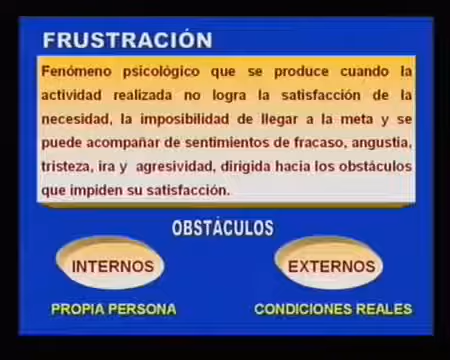 FRUSTRACIÓN
Fenómeno psicológico que se produce cuando la
actividad realizada no logra la satisfacción de la
necesidad, la imposibilidad de llegar a la meta y se
puede acompañar de sentimientos de fracaso, angustia,
tristeza, ira y agresividad, dirigida hacia los obstáculos
que impiden su satisfacción.
OBSTÁCULOS
INTERNOS
EXTERNOS
PROPIA PERSONA
CONDICIONES REALES